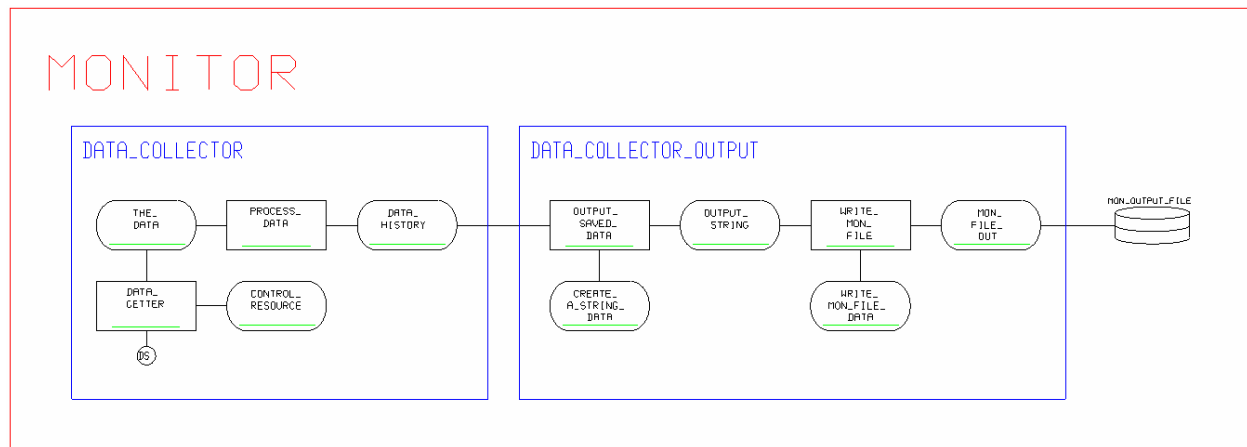 MONITOR
DATA_COLLECTOR
DATA_COLLECTOR_OUTPUT
THE_
DATA
PROCESS_
DATA
DATA_
HISTORY
OUTPUT_
SAVED_
DATA
OUTPUT_
STRING
WRITE_
MON_
FILE
MON_
FILE_
OUT
MON_OUTPUT_FILE
DATA_
GETTER
CONTROL_
RESOURCE
CREATE_
A_STRING_
DATA
WRITE_
MON_FILE_
DATA
DS